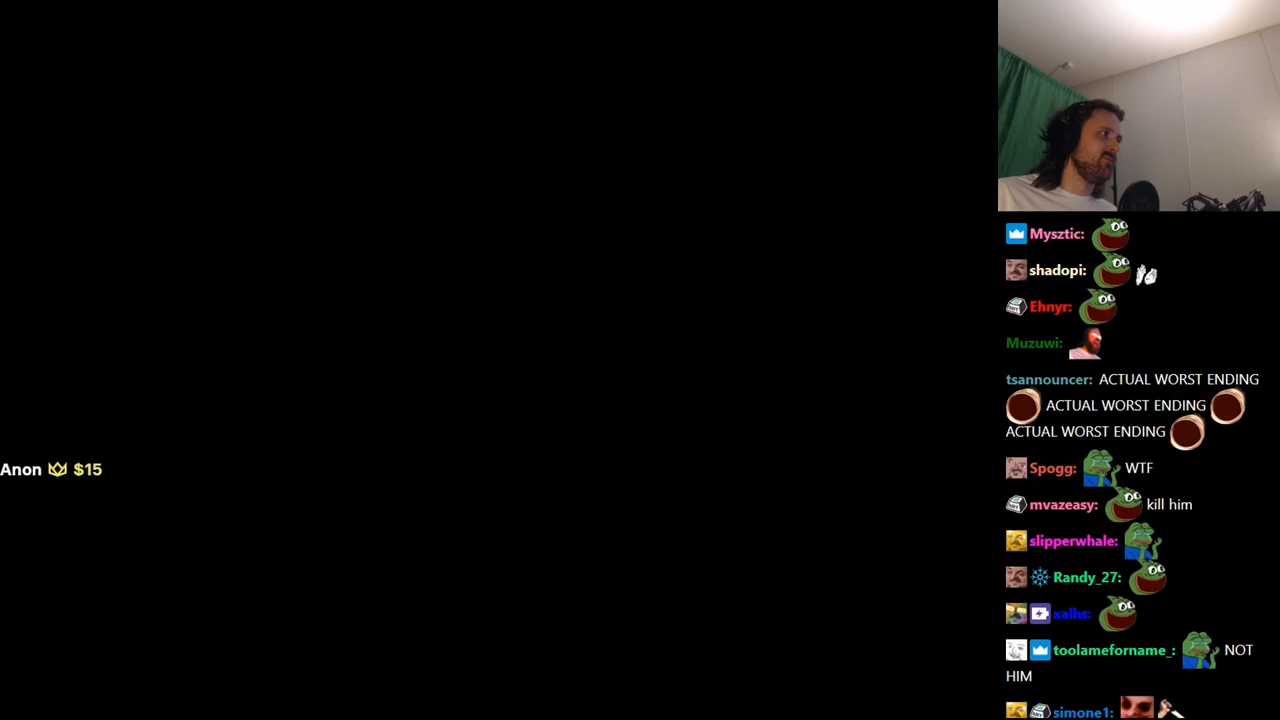 Mysztic:
shadopi:
Ehnyr:
Muzuwi:
tsannouncer: ACTUAL WORST ENDING
ACTUAL WORST ENDING
ACTUAL WORST ENDING
Anon $15
Spogg: WTF
mvazeasy: kill him
slipperwhale:
Randy_27:
xalhs:
toolameforname_: NOT
HIM
simone1: